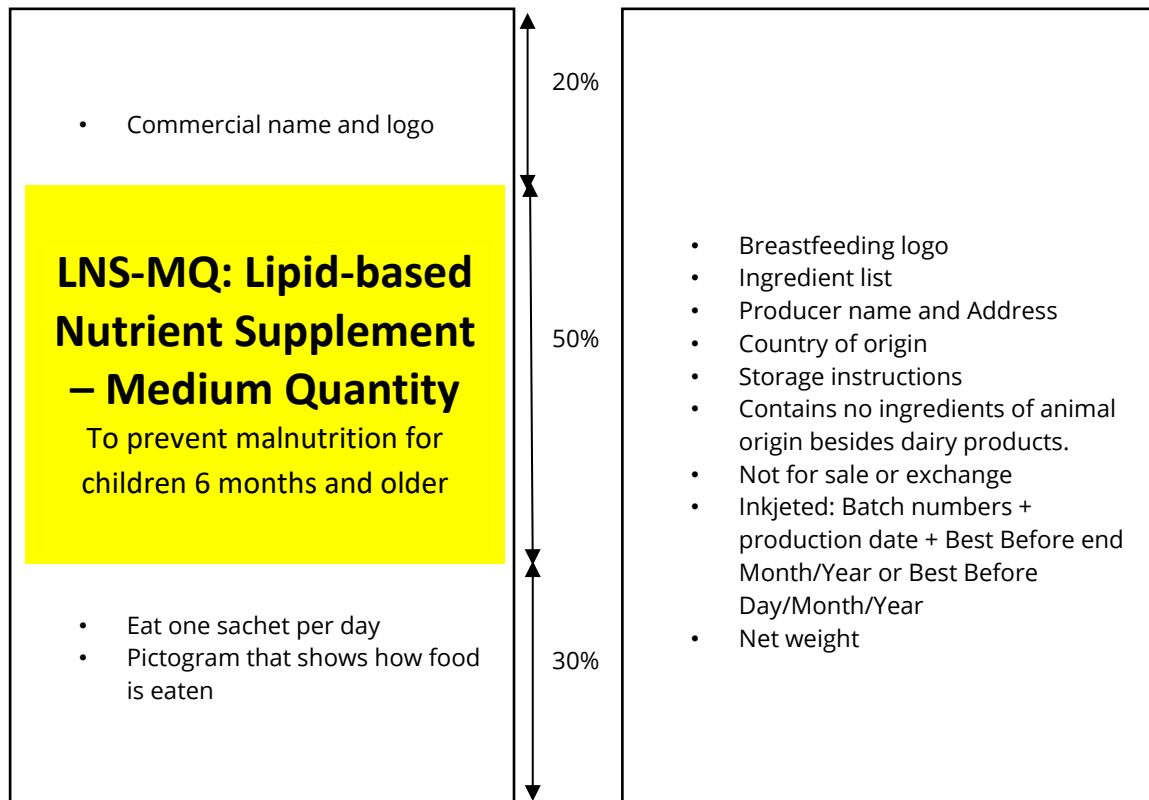 • Commercial name and logo
LNS-MQ: Lipid-based
Nutrient Supplement
– Medium Quantity
To prevent malnutrition for
children 6 months and older
• Eat one sachet per day
• Pictogram that shows how food
is eaten
20%
50%
30%
• Breastfeeding logo
• Ingredient list
• Producer name and Address
• Country of origin
• Storage instructions
• Contains no ingredients of animal
origin besides dairy products.
• Not for sale or exchange
• Inkjeted: Batch numbers +
production date + Best Before end
Month/Year or Best Before
Day/Month/Year
• Net weight